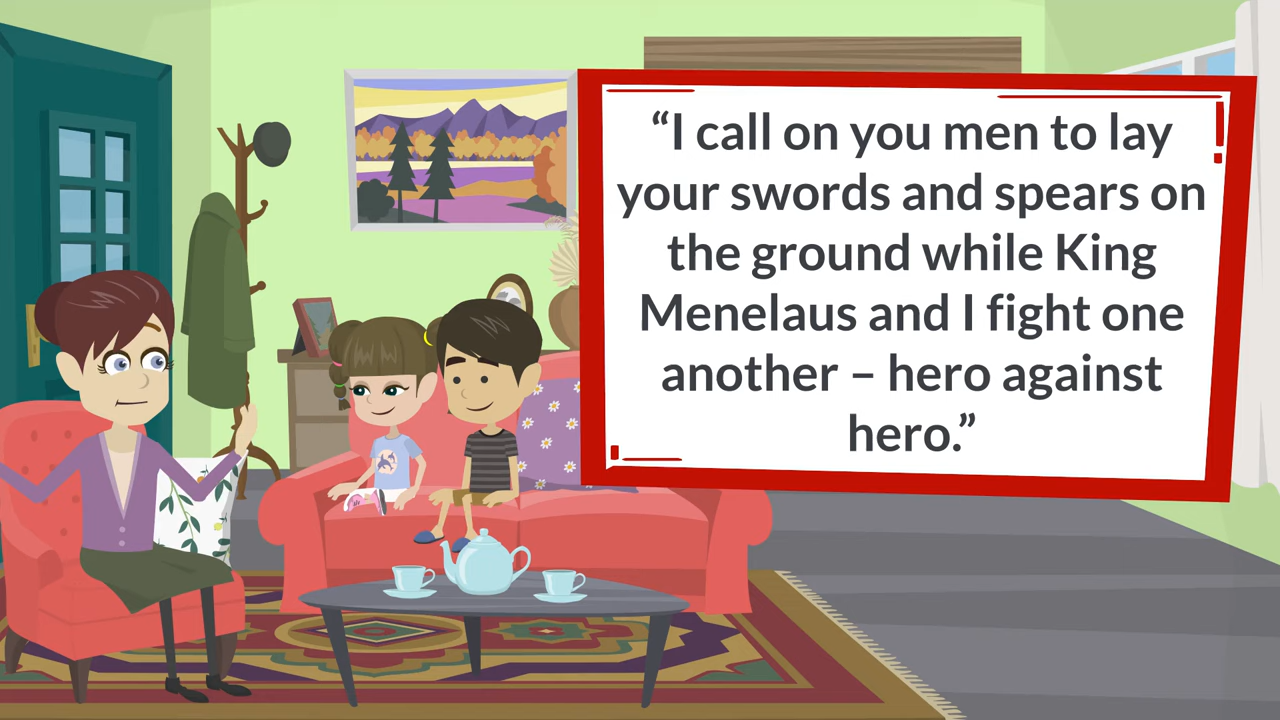 “I call on you men to lay
your swords and spears on
the ground while King
Menelaus and I fight one
another – hero against
hero.”